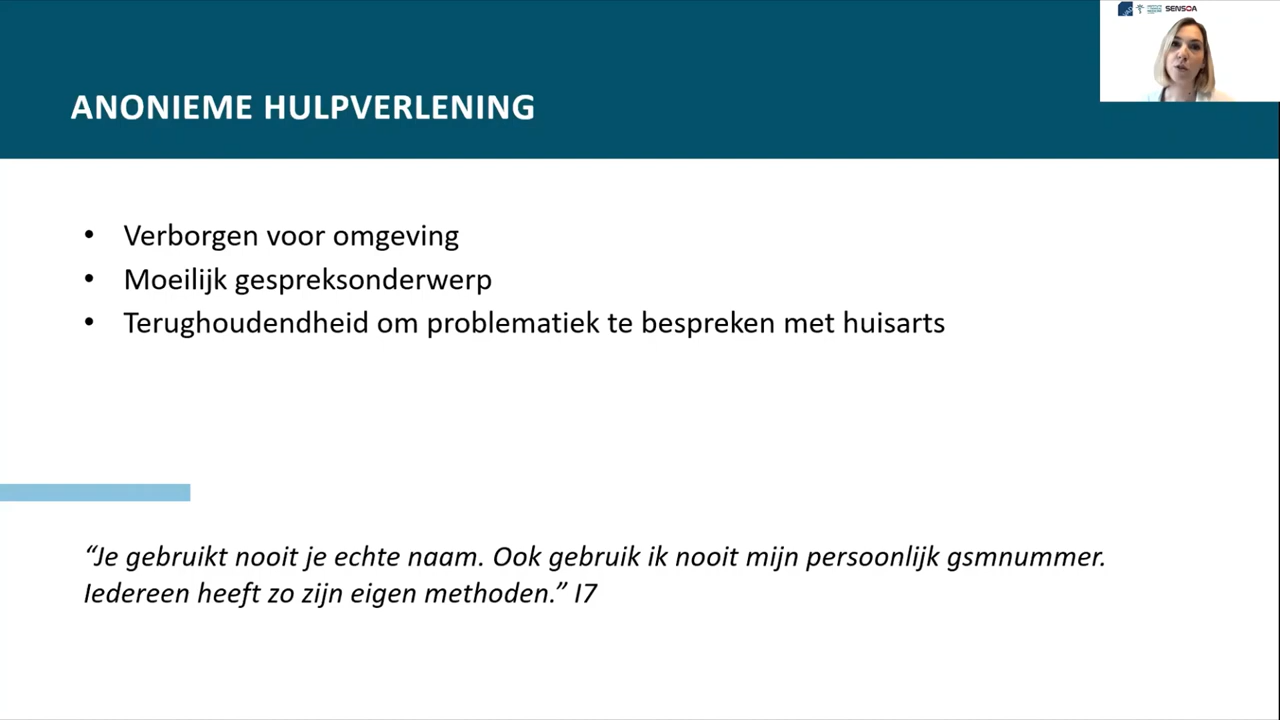 SENSOA
ANONIEME HULPVERLENING
• Verborgen voor omgeving
• Moeilijk gespreksonderwerp
• Terughoudendheid om problematiek te bespreken met huisarts
“Je gebruikt nooit je echte naam. Ook gebruik ik nooit mijn persoonlijk gsmnummer.
Iedereen heeft zo zijn eigen methoden.” I7